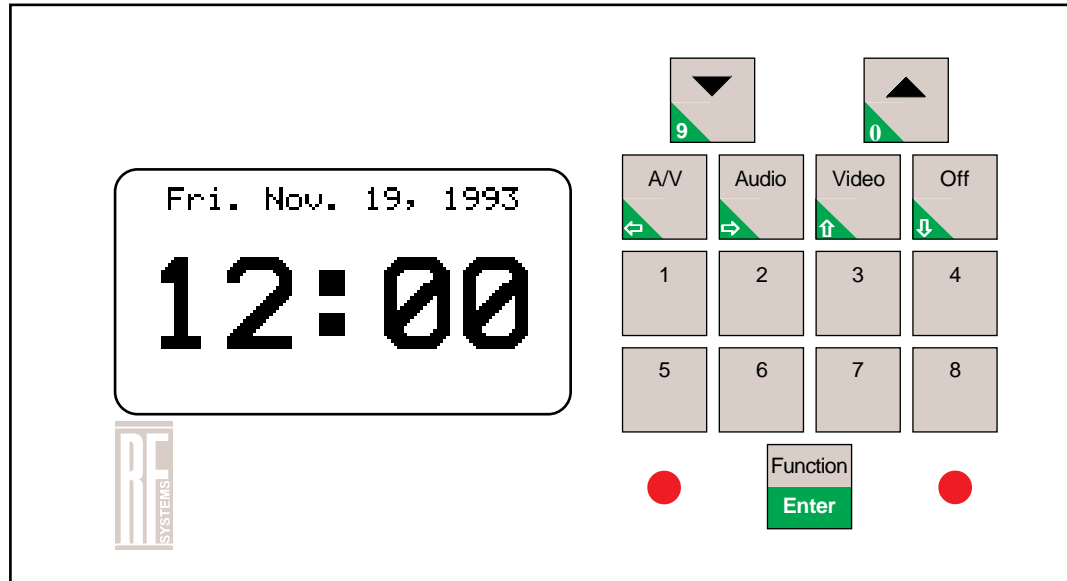 Fri. Nov. 19, 1993
12:00
RF
SYSTEMS
9
0
A/V
Audio
Video
Off
1
2
3
4
5
6
7
8
Function
Enter